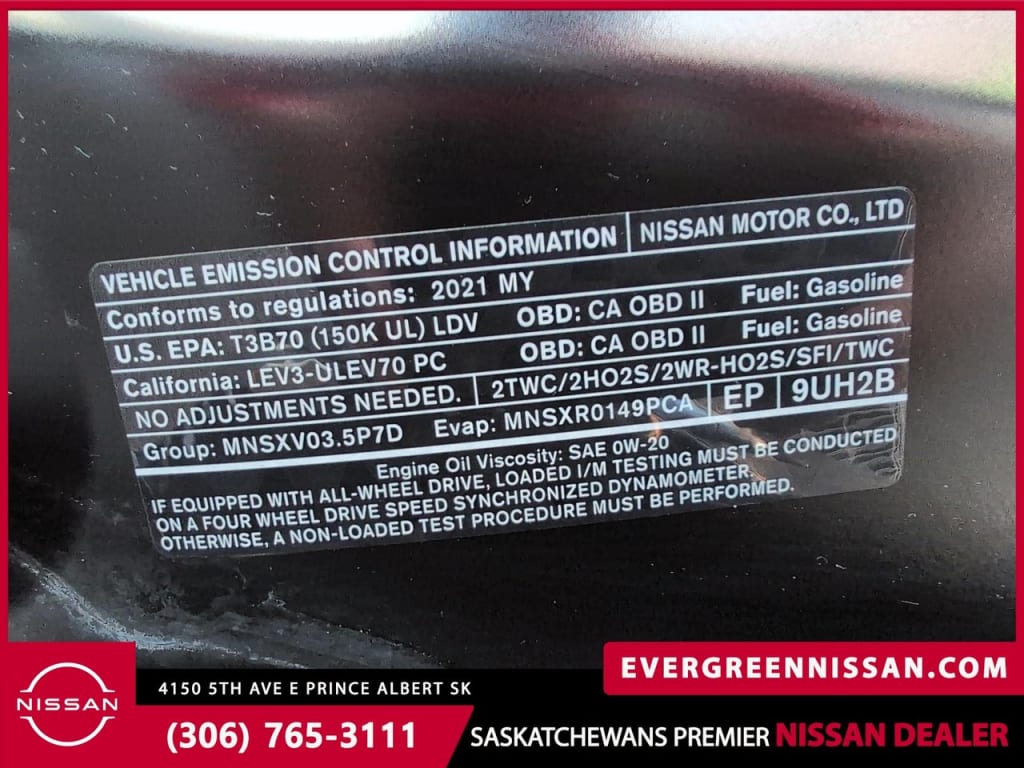 VEHICLE EMISSION CONTROL INFORMATION NISSAN MOTOR CO., LTD
Conforms to regulations: 2021 MY
U.S. EPA: T3B70 (150K UL) LDV OBD: CA OBD II Fuel: Gasoline
California: LEV3-ULEV70 PC OBD: CA OBD II Fuel: Gasoline
NO ADJUSTMENTS NEEDED. 2TWC/2HO2S/2WR-HO2S/SFI/TWC
Group: MNSXV03.5P7D Evap: MNSXR0149PCA EP 9UH2B
Engine Oil Viscosity: SAE 0W-20
IF EQUIPPED WITH ALL-WHEEL DRIVE, LOADED I/M TESTING MUST BE CONDUCTED
ON A FOUR WHEEL DRIVE SPEED SYNCHRONIZED DYNAMOMETER.
OTHERWISE, A NON-LOADED TEST PROCEDURE MUST BE PERFORMED.
EVERGREENNISSAN.COM
NISSAN
4150 5TH AVE E PRINCE ALBERT SK
(306) 765-3111
SASKATCHEWANS PREMIER NISSAN DEALER